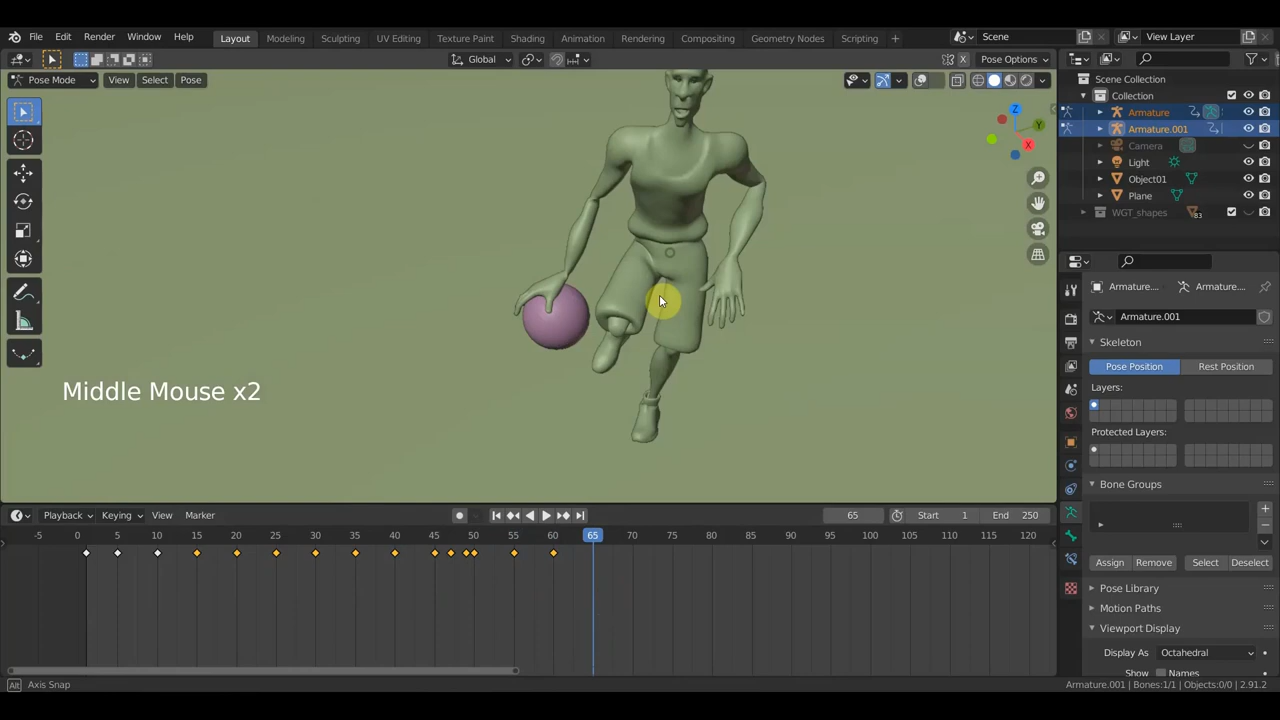 File Edit Render Window Help Layout Modeling Sculpting UV Editing Texture Paint Shading Animation Rendering Compositing Geometry Nodes Scripting + Scene View Layer
Global Pose Options
Pose Mode View Select Pose
Scene Collection
Collection
Armature
Armature.001
Camera
Light
Object01
Plane
WGT_shapes 83
Z
Y
X
Armature.... Armature....
Armature.001
Skeleton
Pose Position Rest Position
Layers:
Protected Layers:
Bone Groups
Assign Remove Select Deselect
Pose Library
Motion Paths
Viewport Display
Display As Octahedral
Show Names
Middle Mouse x2
Playback Keying View Marker 65 Start 1 End 250
-5 0 5 10 15 20 25 30 35 40 45 50 55 60 65 70 75 80 85 90 95 100 105 110 115 120
Alt Axis Snap Armature.001 | Bones:1/1 | Objects:0/0 | 2.91.2